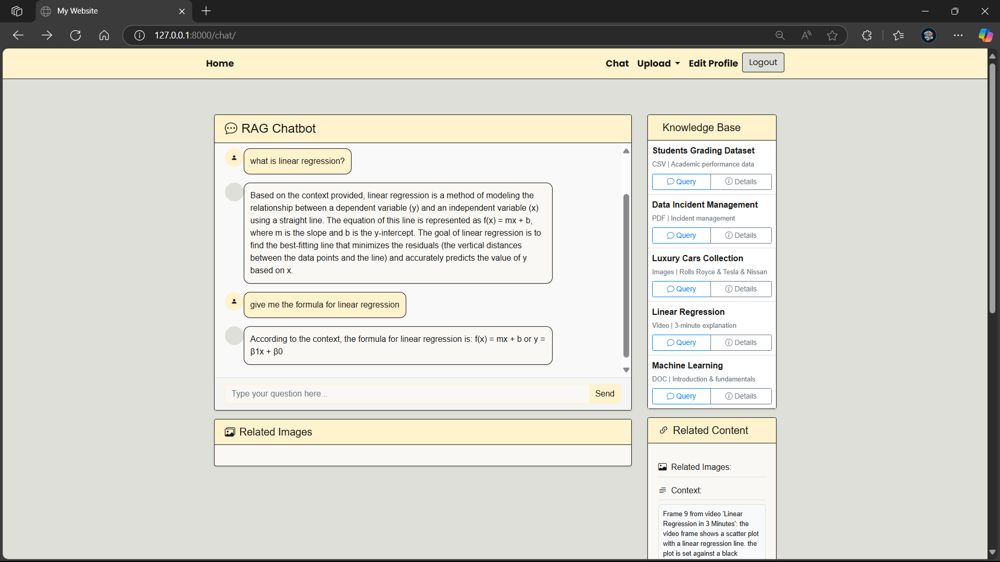 My Website
127.0.0.1:8000/chat/
Home
Chat
Upload
Edit Profile
Logout
RAG Chatbot
what is linear regression?
Based on the context provided, linear regression is a method of modeling the
relationship between a dependent variable (y) and an independent variable (x)
using a straight line. The equation of this line is represented as f(x) = mx + b,
where m is the slope and b is the y-intercept. The goal of linear regression is to
find the best-fitting line that minimizes the residuals (the vertical distances
between the data points and the line) and accurately predicts the value of y
based on x.
give me the formula for linear regression
According to the context, the formula for linear regression is: f(x) = mx + b or y =
β1x + β0
Type your question here...
Send
Related Images
Knowledge Base
Students Grading Dataset
CSV | Academic performance data
Query
Details
Data Incident Management
PDF | Incident management
Query
Details
Luxury Cars Collection
Images | Rolls Royce & Tesla & Nissan
Query
Details
Linear Regression
Video | 3-minute explanation
Query
Details
Machine Learning
DOC | Introduction & fundamentals
Query
Details
Related Content
Related Images:
Context:
Frame 9 from video 'Linear
Regression in 3 Minutes': the
video frame shows a scatter plot
with a linear regression line. the
plot is set against a black